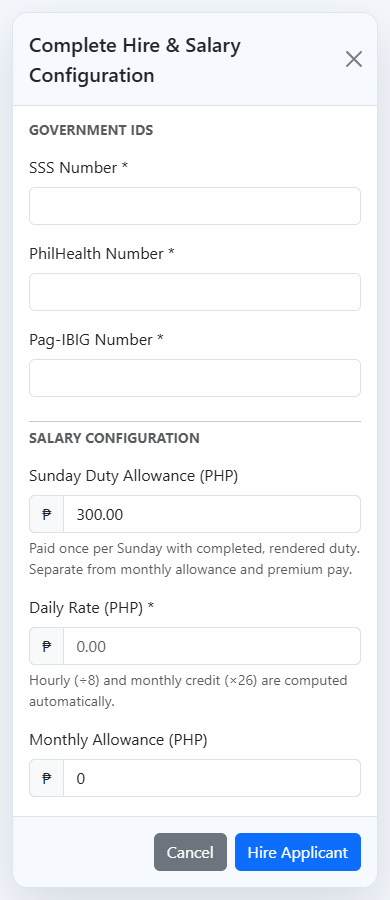 Complete Hire & Salary
Configuration
GOVERNMENT IDS
SSS Number *
PhilHealth Number *
Pag-IBIG Number *
SALARY CONFIGURATION
Sunday Duty Allowance (PHP)
₱ 300.00
Paid once per Sunday with completed, rendered duty.
Separate from monthly allowance and premium pay.
Daily Rate (PHP) *
₱ 0.00
Hourly (÷8) and monthly credit (×26) are computed
automatically.
Monthly Allowance (PHP)
₱ 0
Cancel Hire Applicant